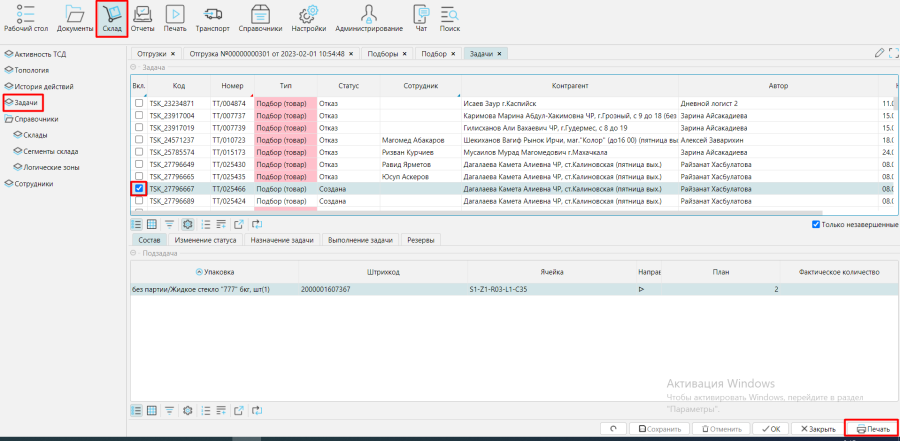 Рабочий стол Документы Склад Отчеты Печать Транспорт Справочники Настройки Администрирование Чат Поиск
Активность ТСД
Топология
История действий
Задачи
Справочники
Склады
Сегменты склада
Логические зоны
Сотрудники
Отгрузки × Отгрузка №00000000301 от 2023-02-01 10:54:48 × Подборы × Подбор × Задачи ×
Задача
Вкл. Код Номер Тип Статус Сотрудник Контрагент Автор
TSK_23234871 ТТ/004874 Подбор (товар) Отказ Исаев Заур г.Каспийск Дневной логист 2 11.0
TSK_23917004 ТТ/007737 Подбор (товар) Отказ Каримова Марина Абдул-Хакимовна ЧР, г.Грозный, с 9 до 18 (без Зарина Айсакадиева 15.0
TSK_23917019 ТТ/007739 Подбор (товар) Отказ Гилисханов Али Вахаевич ЧР, г.Гудермес, с 8 до 19 Зарина Айсакадиева 15.0
TSK_24571237 ТТ/010723 Подбор (товар) Отказ Магомед Абакаров Шекиханов Вагиф Рынок Ирчи, маг."Колор" (до16 00) (пятница вых Алексей Заварихин 18.0
TSK_25785574 ТТ/015173 Подбор (товар) Отказ Ризван Курчиев Мусаилов Мурад Магомедович г.Махачкала Зарина Айсакадиева 24.0
TSK_27796649 ТТ/025430 Подбор (товар) Отказ Равид Ярметов Дагалаева Камета Алиевна ЧР, ст.Калиновская (пятница вых.) Райзанат Хасбулатова 08.0
TSK_27796665 ТТ/025435 Подбор (товар) Отказ Юсуп Аскеров Дагалаева Камета Алиевна ЧР, ст.Калиновская (пятница вых.) Райзанат Хасбулатова 08.0
TSK_27796667 ТТ/025466 Подбор (товар) Создана Дагалаева Камета Алиевна ЧР, ст.Калиновская (пятница вых.) Райзанат Хасбулатова 08.0
TSK_27796689 ТТ/025424 Подбор (товар) Создана Дагалаева Камета Алиевна ЧР, ст.Калиновская (пятница вых.) Райзанат Хасбулатова 08.0
Только незавершенные
Состав Изменение статуса Назначение задачи Выполнение задачи Резервы
Подзадача
Упаковка Штрихкод Ячейка Направ План Фактическое количество
без партии/Жидкое стекло "777" 6кг, шт(1) 2000001607367 S1-Z1-R03-L1-C35 2
Активация Windows
Чтобы активировать Windows, перейдите в раздел
"Параметры".
Сохранить Отменить OK Закрыть Печать